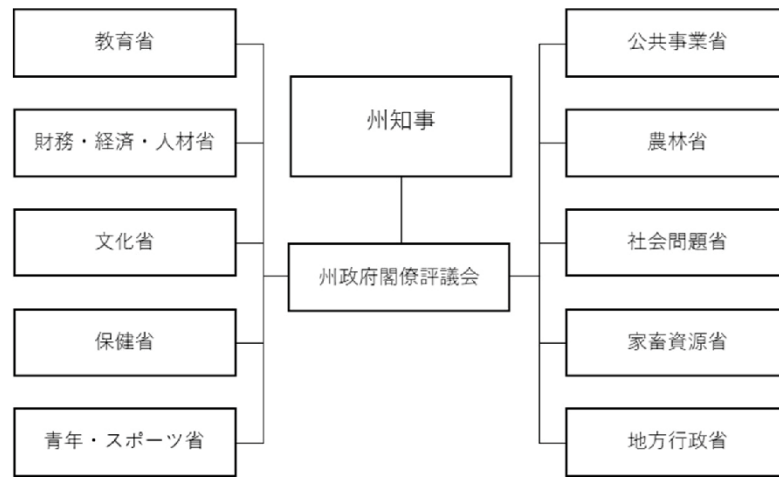 教育省
財務・経済・人材省
文化省
保健省
青年・スポーツ省
州知事
州政府閣僚評議会
公共事業省
農林省
社会問題省
家畜資源省
地方行政省